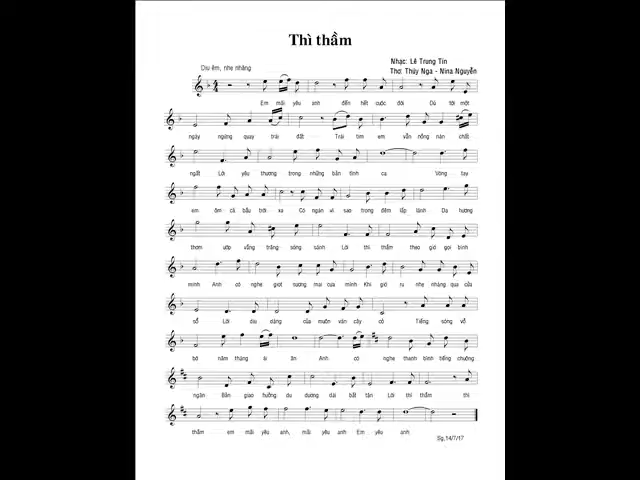 Thì thầm
Dịu êm, nhẹ nhàng
Nhạc: Lê Trung Tín
Thơ: Thúy Nga - Nina Nguyễn
Em mãi yêu anh đến hết cuộc đời Dù tới một
ngày ngừng quay trái đất Trái tim em vẫn nồng nàn chất
ngất Lời yêu thương trong những bản tình ca Vòng tay
em ôm cả bầu trời xa Có ngàn vì sao trong đêm lấp lánh Dạ hương
thơm ướp vầng trăng sóng sánh Lời thì thầm theo gió gọi bình
minh Anh có nghe giọt sương mai của mình Khi gió ru nhẹ nhàng qua cửa
sổ Lời dịu dàng của muôn vàn cây cỏ Tiếng sóng vỗ
bờ năm tháng ái ân Anh có nghe thanh bình tiếng chuông
ngân Bản giao hưởng du dương dài bất tận Lời thì thầm thì
thầm em mãi yêu anh, mãi yêu anh Em yêu anh
Sg,14/7/17